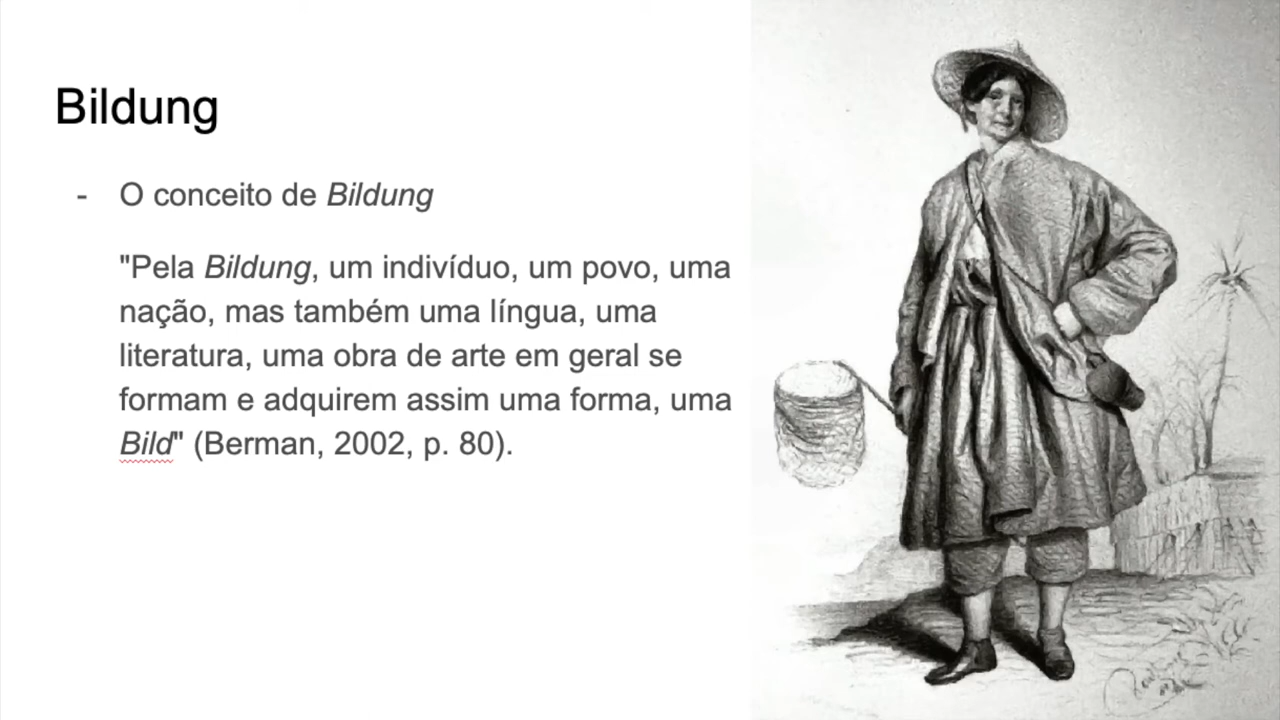 Bildung
- O conceito de Bildung
"Pela Bildung, um indivíduo, um povo, uma
nação, mas também uma língua, uma
literatura, uma obra de arte em geral se
formam e adquirem assim uma forma, uma
Bild" (Berman, 2002, p. 80).